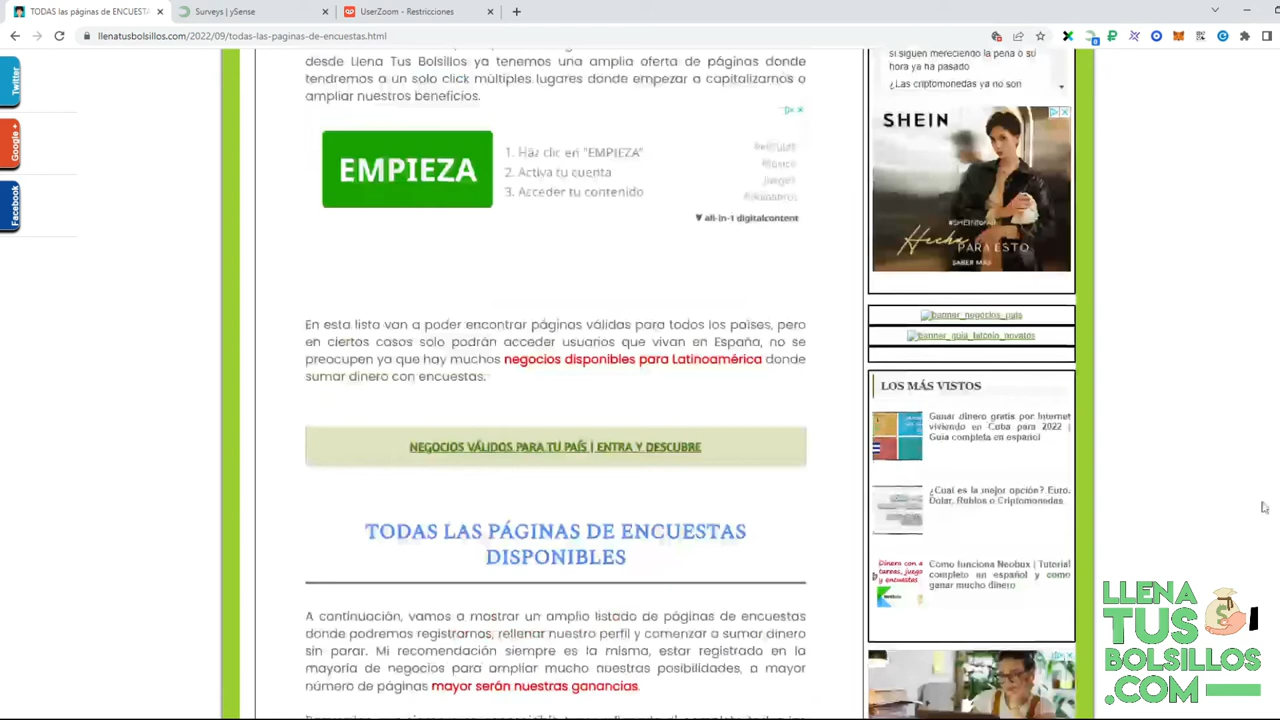 TODAS las páginas de ENCUEST
Surveys | ySense
UserZoom - Restricciones
llenatusbolsillos.com/2022/09/todas-las-paginas-de-encuestas.html
Twitter
Google +
Facebook
desde Llena Tus Bolsillos ya tenemos una amplia oferta de páginas donde
tendremos a un solo click múltiples lugares donde empezar a capitalizarnos o
ampliar nuestros beneficios.
EMPIEZA
1. Haz clic en "EMPIEZA"
2. Activa tu cuenta
3. Acceder tu contenido
all-in-1 digitalcontent
En esta lista van a poder encontrar páginas válidas para todos los países, pero
en ciertos casos solo podrán acceder usuarios que vivan en España, no se
preocupen ya que hay muchos negocios disponibles para Latinoamérica donde
sumar dinero con encuestas.
NEGOCIOS VÁLIDOS PARA TU PAÍS | ENTRA Y DESCUBRE
TODAS LAS PÁGINAS DE ENCUESTAS
DISPONIBLES
A continuación, vamos a mostrar un amplio listado de páginas de encuestas
donde podremos registrarnos, rellenar nuestro perfil y comenzar a sumar dinero
sin parar. Mi recomendación siempre es la misma, estar registrado en la
mayoría de negocios para ampliar mucho nuestras posibilidades, a mayor
número de páginas mayor serán nuestras ganancias.
si siguen mereciendo la pena o su
hora ya ha pasado
¿Las criptomonedas ya no son
SHEIN
Hecha
PARA ESTO
SABER MÁS
banner_negocios_pais
banner_guia_bitcoin_novatos
LOS MÁS VISTOS
Ganar dinero gratis por Internet
viviendo en Cuba para 2022 |
Guia completa en español
¿Cual es la mejor opción? Euro,
Dolar, Rublos o Criptomonedas
Dinero con
tareas, juego
y encuestas
Como funciona Neobux | Tutorial
completo en español y como
ganar mucho dinero
LLENA
TUS
BOLSILLOS
.COM